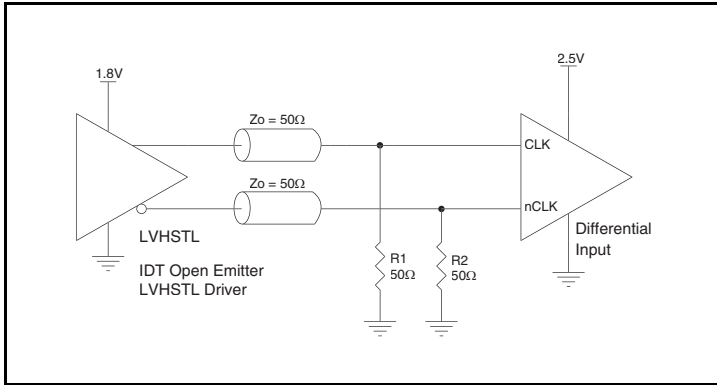 1.8V
2.5V
Zo = 50Ω
CLK
Zo = 50Ω
nCLK
LVHSTL
IDT Open Emitter
LVHSTL Driver
R1
50Ω
R2
50Ω
Differential
Input